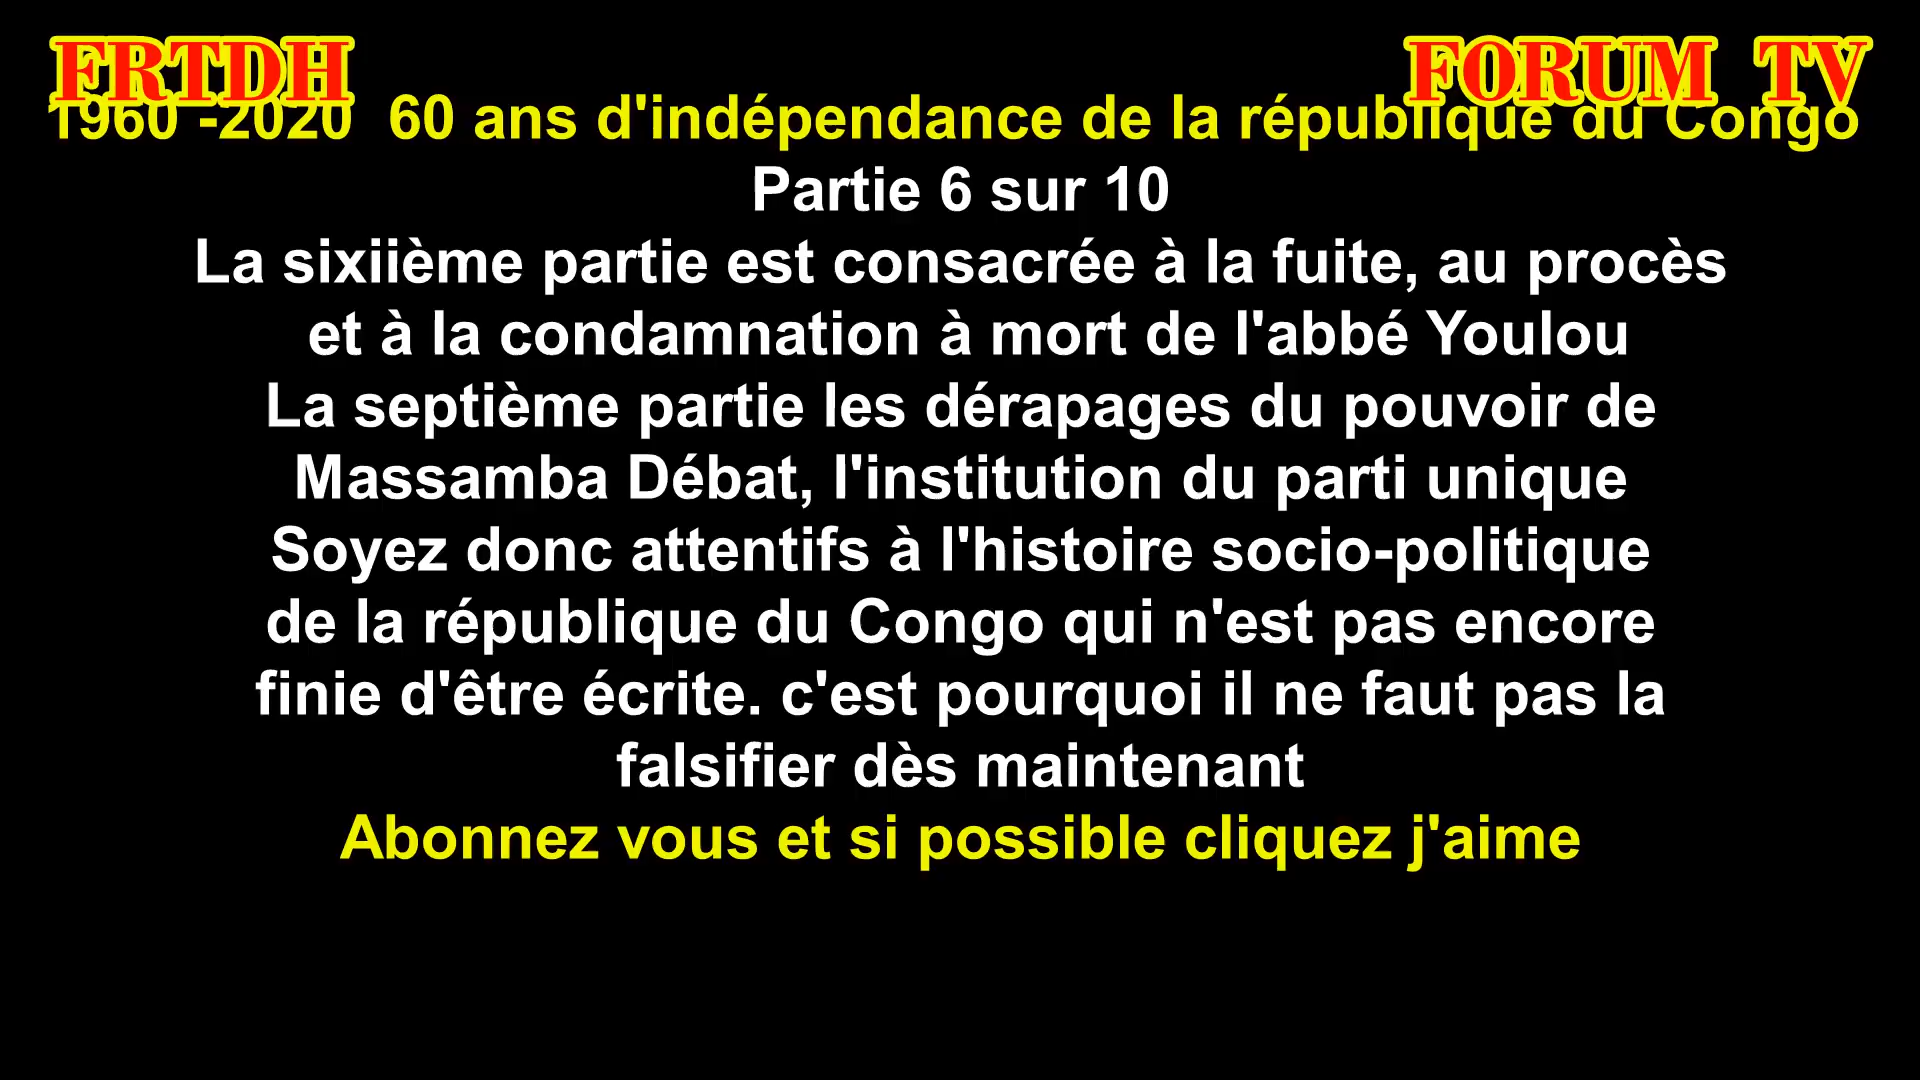 FRTDH FORUM TV
1960 -2020 60 ans d'indépendance de la république du Congo
Partie 6 sur 10
La sixiième partie est consacrée à la fuite, au procès
et à la condamnation à mort de l'abbé Youlou
La septième partie les dérapages du pouvoir de
Massamba Débat, l'institution du parti unique
Soyez donc attentifs à l'histoire socio-politique
de la république du Congo qui n'est pas encore
finie d'être écrite. c'est pourquoi il ne faut pas la
falsifier dès maintenant
Abonnez vous et si possible cliquez j'aime